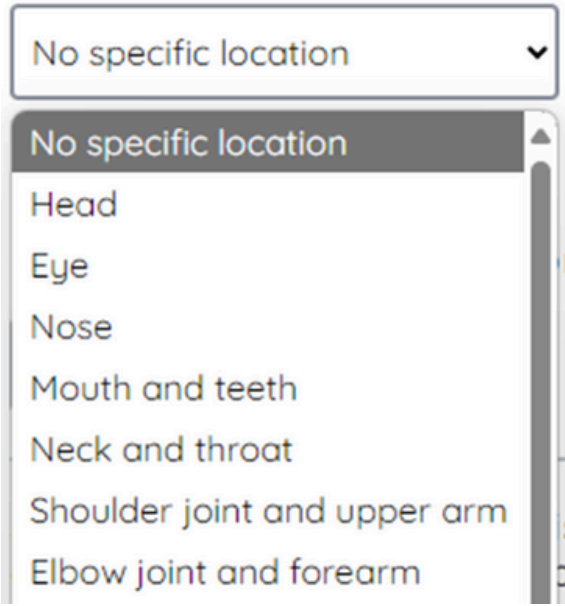 No specific location
No specific location
Head
Eye
Nose
Mouth and teeth
Neck and throat
Shoulder joint and upper arm
Elbow joint and forearm